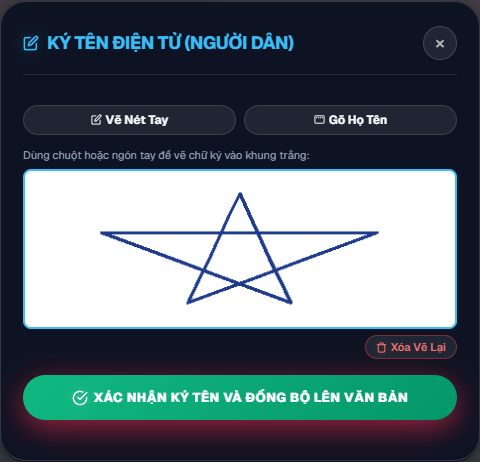 KÝ TÊN ĐIỆN TỬ (NGƯỜI DÂN)
Vẽ Nét Tay
Gõ Họ Tên
Dùng chuột hoặc ngón tay để vẽ chữ ký vào khung trắng:
Xóa Vẽ Lại
XÁC NHẬN KÝ TÊN VÀ ĐỒNG BỘ LÊN VĂN BẢN